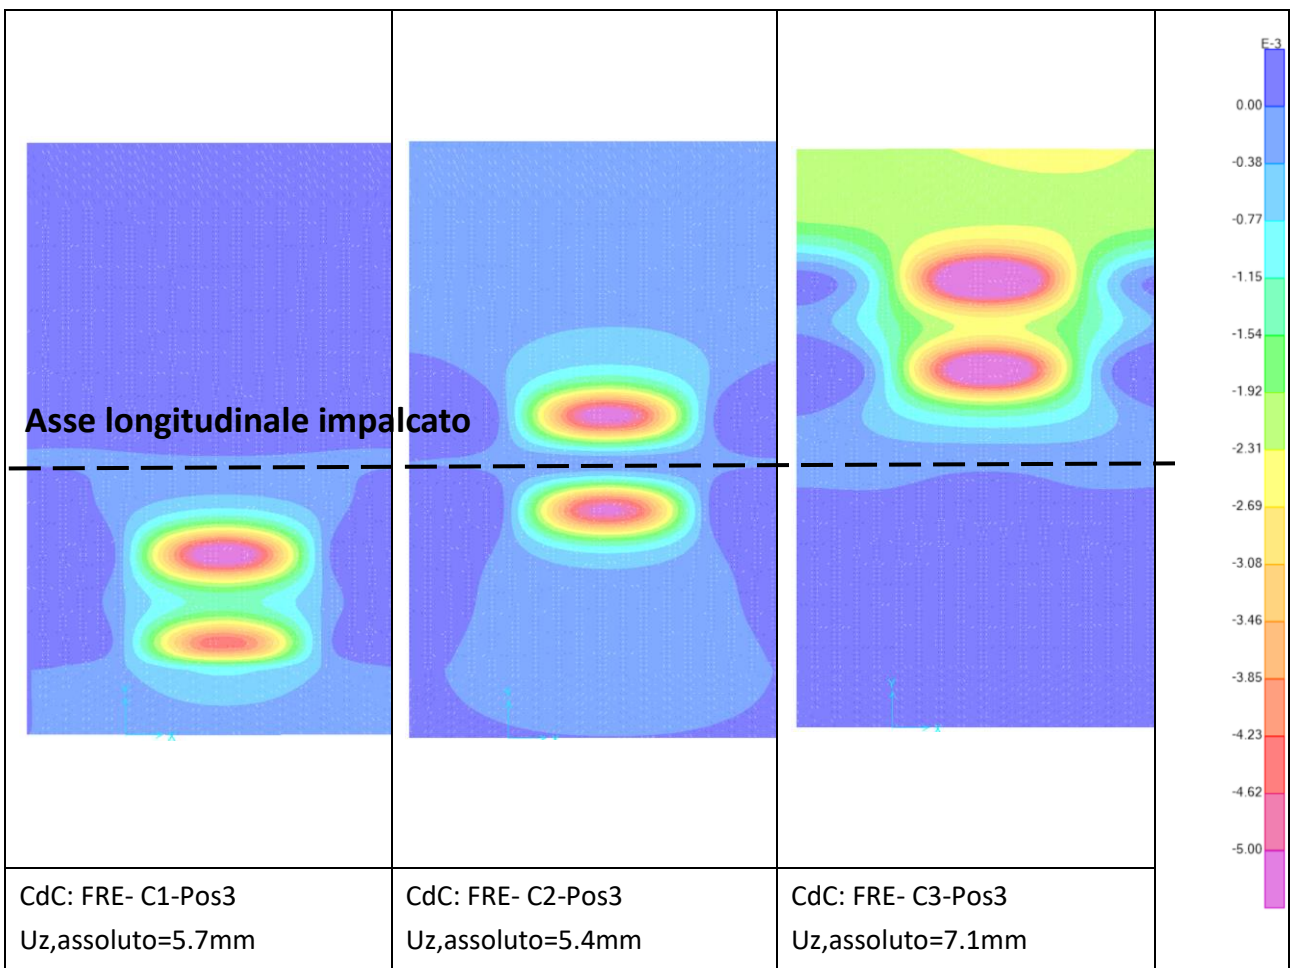 E-3
0.00
-0.38
-0.77
-1.15
-1.54
-1.92
-2.31
-2.69
-3.08
-3.46
-3.85
-4.23
-4.62
-5.00
Asse longitudinale impalcato
Y
X
Y
Y
X
CdC: FRE- C1-Pos3
Uz,assoluto=5.7mm
CdC: FRE- C2-Pos3
Uz,assoluto=5.4mm
CdC: FRE- C3-Pos3
Uz,assoluto=7.1mm